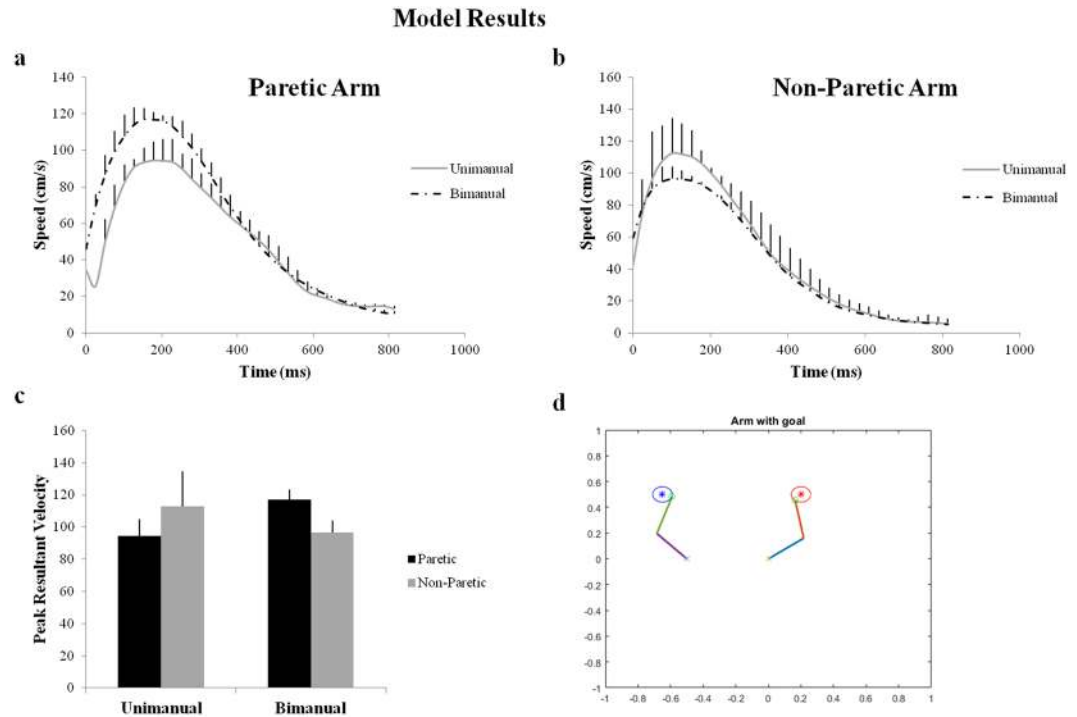 Model Results
a
Paretic Arm
140
120
100
80
60
40
20
0
Speed (cm/s)
0 200 400 600 800 1000
Time (ms)
Unimanual
Bimanual
b
Non-Paretic Arm
160
140
120
100
80
60
40
20
0
Speed (cm/s)
0 200 400 600 800 1000
Time (ms)
Unimanual
Bimanual
c
160
140
120
100
80
60
40
20
0
Peak Resultant Velocity
Unimanual Bimanual
Paretic
Non-Paretic
d
Arm with goal
1
0.8
0.6
0.4
0.2
0
-0.2
-0.4
-0.6
-0.8
-1
-1 -0.8 -0.6 -0.4 -0.2 0 0.2 0.4 0.6 0.8 1